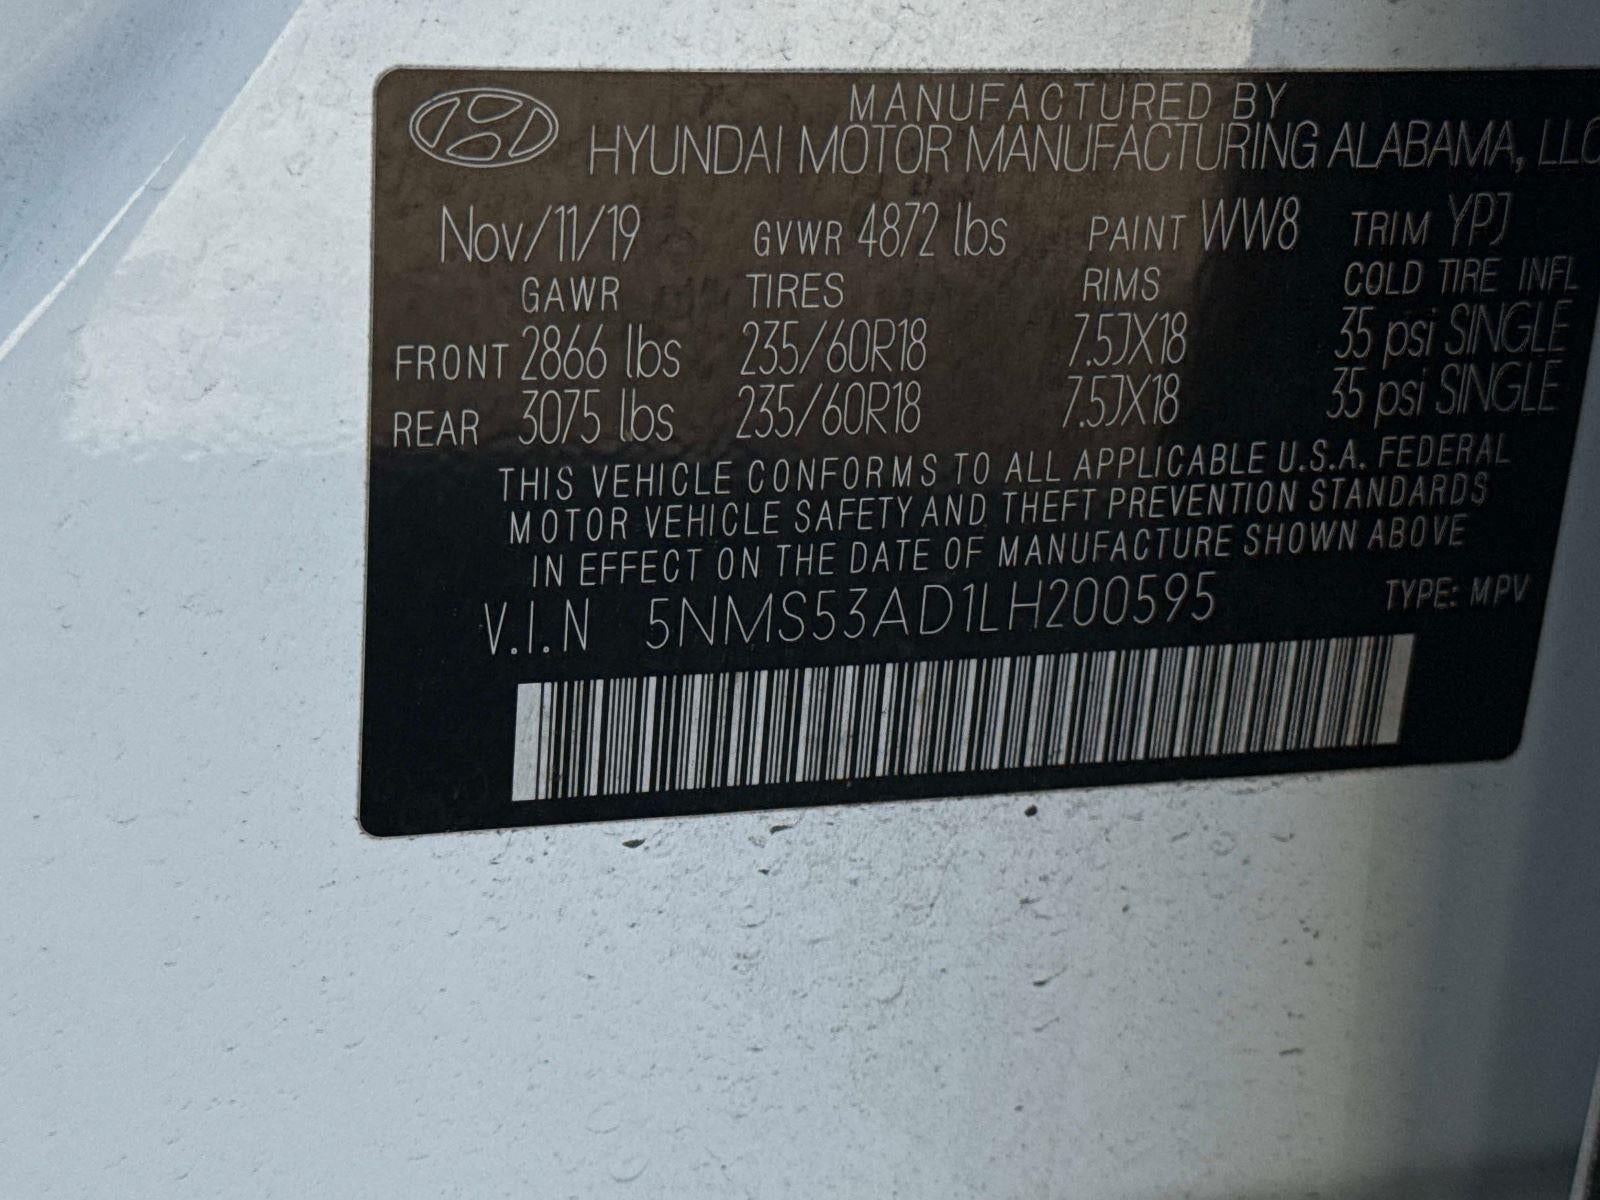 MANUFACTURED BY
HYUNDAI MOTOR MANUFACTURING ALABAMA, LLC
Nov/11/19 GVWR 4872 lbs PAINT WW8 TRIM YPJ
GAWR TIRES RIMS COLD TIRE INFL
FRONT 2866 lbs 235/60R18 7.5JX18 35 psi SINGLE
REAR 3075 lbs 235/60R18 7.5JX18 35 psi SINGLE
THIS VEHICLE CONFORMS TO ALL APPLICABLE U.S.A. FEDERAL
MOTOR VEHICLE SAFETY AND THEFT PREVENTION STANDARDS
IN EFFECT ON THE DATE OF MANUFACTURE SHOWN ABOVE
V.I.N 5NMS53AD1LH200595 TYPE: MPV